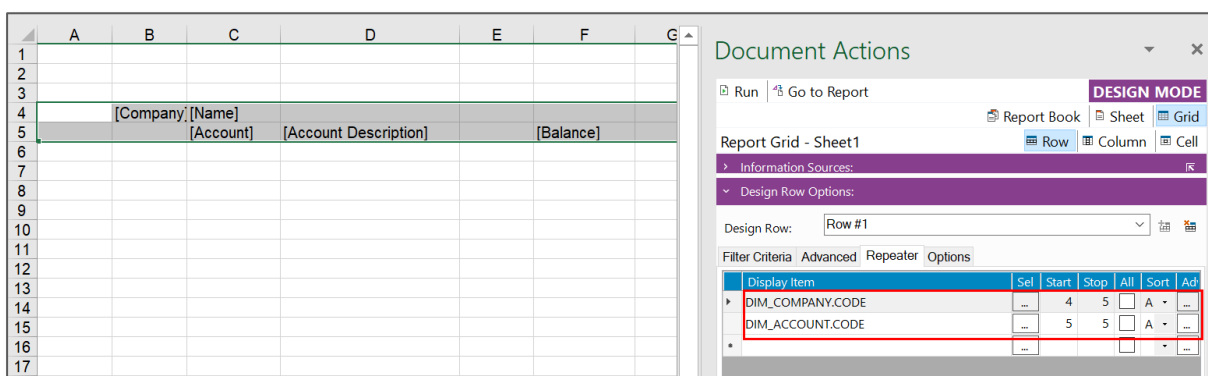 A B C D E F G
1
2
3
4 [Company] [Name]
5 [Account] [Account Description] [Balance]
6
7
8
9
10
11
12
13
14
15
16
17
Document Actions
Run Go to Report DESIGN MODE
Report Book Sheet Grid
Report Grid - Sheet1 Row Column Cell
Information Sources:
Design Row Options:
Design Row: Row #1
Filter Criteria Advanced Repeater Options
Display Item Sel Start Stop All Sort Ad
DIM_COMPANY.CODE ... 4 5 A ...
DIM_ACCOUNT.CODE ... 5 5 A ...
... ...